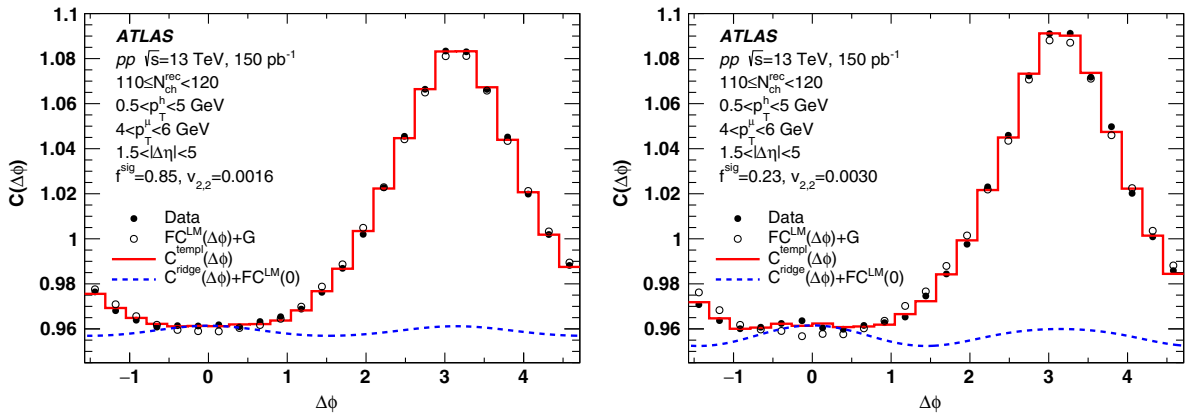 ATLAS
pp √s=13 TeV, 150 pb⁻¹
110≤N_ch^rec<120
0.5<p_T^h<5 GeV
4<p_T^μ<6 GeV
1.5<|Δη|<5
f^sig=0.85, v_2,2=0.0016
Data
FC^LM(Δϕ)+G
C^templ(Δϕ)
C^ridge(Δϕ)+FC^LM(0)
C(Δϕ)
1.1
1.08
1.06
1.04
1.02
1
0.98
0.96
−1 0 1 2 3 4
Δϕ
ATLAS
pp √s=13 TeV, 150 pb⁻¹
110≤N_ch^rec<120
0.5<p_T^h<5 GeV
4<p_T^μ<6 GeV
1.5<|Δη|<5
f^sig=0.23, v_2,2=0.0030
Data
FC^LM(Δϕ)+G
C^templ(Δϕ)
C^ridge(Δϕ)+FC^LM(0)
C(Δϕ)
1.1
1.08
1.06
1.04
1.02
1
0.98
0.96
−1 0 1 2 3 4
Δϕ